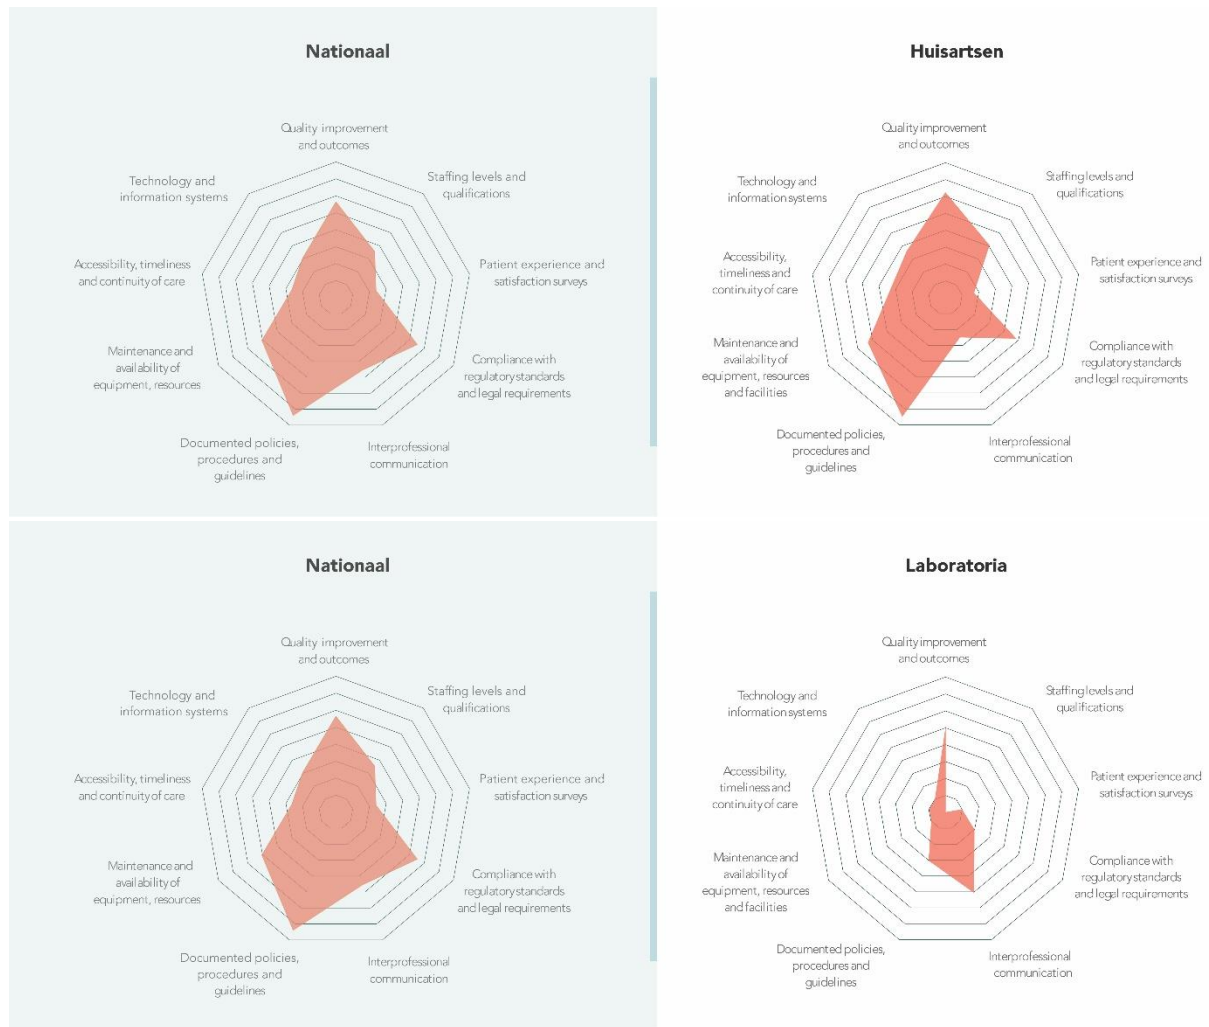 Nationaal
Quality improvement
and outcomes
Technology and
information systems
Staffing levels and
qualifications
Accessibility, timeliness
and continuity of care
Patient experience and
satisfaction surveys
Maintenance and
availability of
equipment, resources
Compliance with
regulatory standards
and legal requirements
Documented policies,
procedures and
guidelines
Interprofessional
communication
Huisartsen
Quality improvement
and outcomes
Technology and
information systems
Staffing levels and
qualifications
Accessibility,
timeliness and
continuity of care
Patient experience and
satisfaction surveys
Maintenance and
availability of
equipment, resources
and facilities
Compliance with
regulatory standards
and legal requirements
Documented policies,
procedures and
guidelines
Interprofessional
communication
Nationaal
Quality improvement
and outcomes
Technology and
information systems
Staffing levels and
qualifications
Accessibility, timeliness
and continuity of care
Patient experience and
satisfaction surveys
Maintenance and
availability of
equipment, resources
Compliance with
regulatory standards
and legal requirements
Documented policies,
procedures and
guidelines
Interprofessional
communication
Laboratoria
Quality improvement
and outcomes
Technology and
information systems
Staffing levels and
qualifications
Accessibility,
timeliness and
continuity of care
Patient experience and
satisfaction surveys
Maintenance and
availability of
equipment, resources
and facilities
Compliance with
regulatory standards
and legal requirements
Documented policies,
procedures and
guidelines
Interprofessional
communication